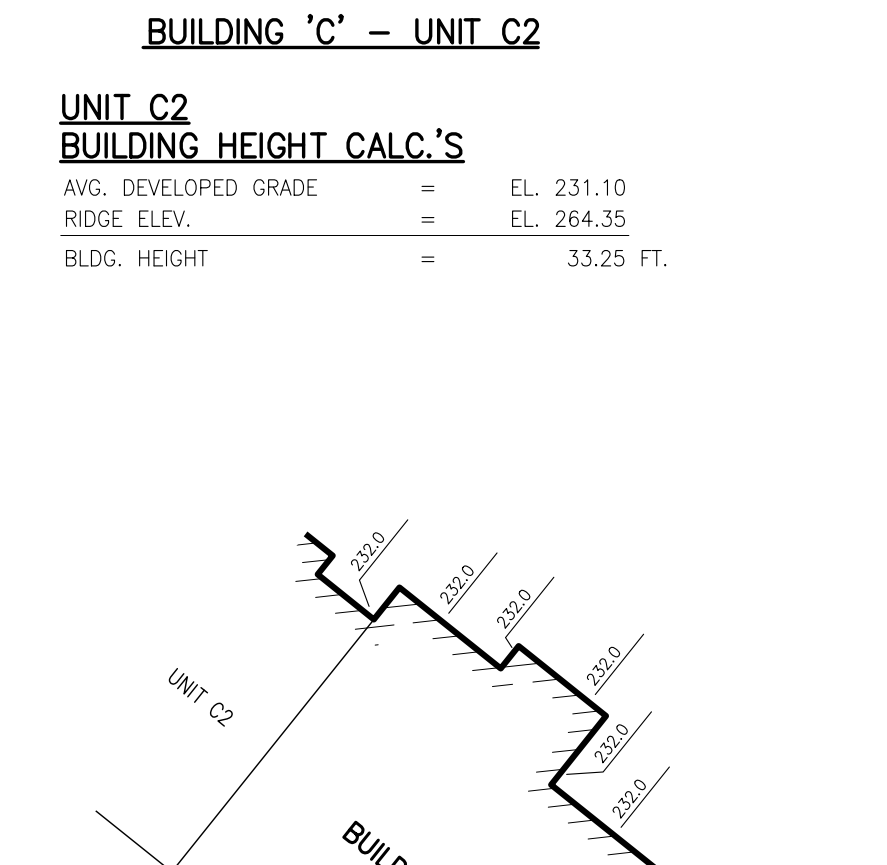 BUILDING 'C' – UNIT C2
UNIT C2
BUILDING HEIGHT CALC.'S
AVG. DEVELOPED GRADE = EL. 231.10
RIDGE ELEV. = EL. 264.35
BLDG. HEIGHT = 33.25 FT.
232.0
232.0
232.0
232.0
232.0
232.0
UNIT C2